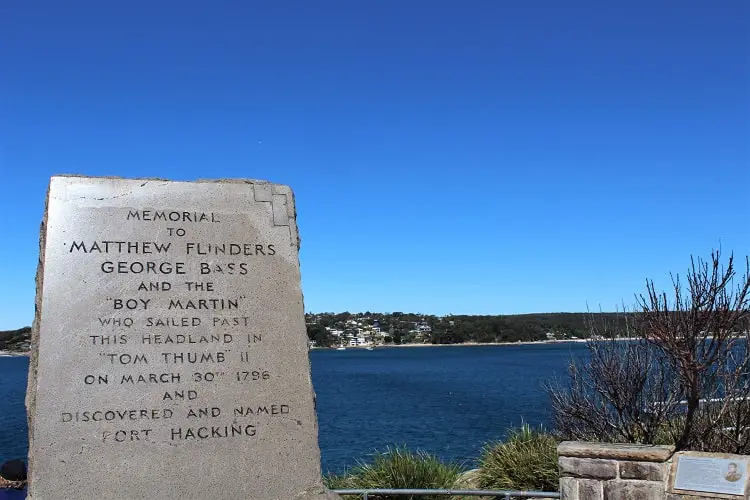 MEMORIAL
TO
MATTHEW FLINDERS
GEORGE BASS
AND THE
"BOY MARTIN"
WHO SAILED PAST
THIS HEADLAND IN
"TOM THUMB" II
ON MARCH 30TH 1796
AND
DISCOVERED AND NAMED
PORT HACKING